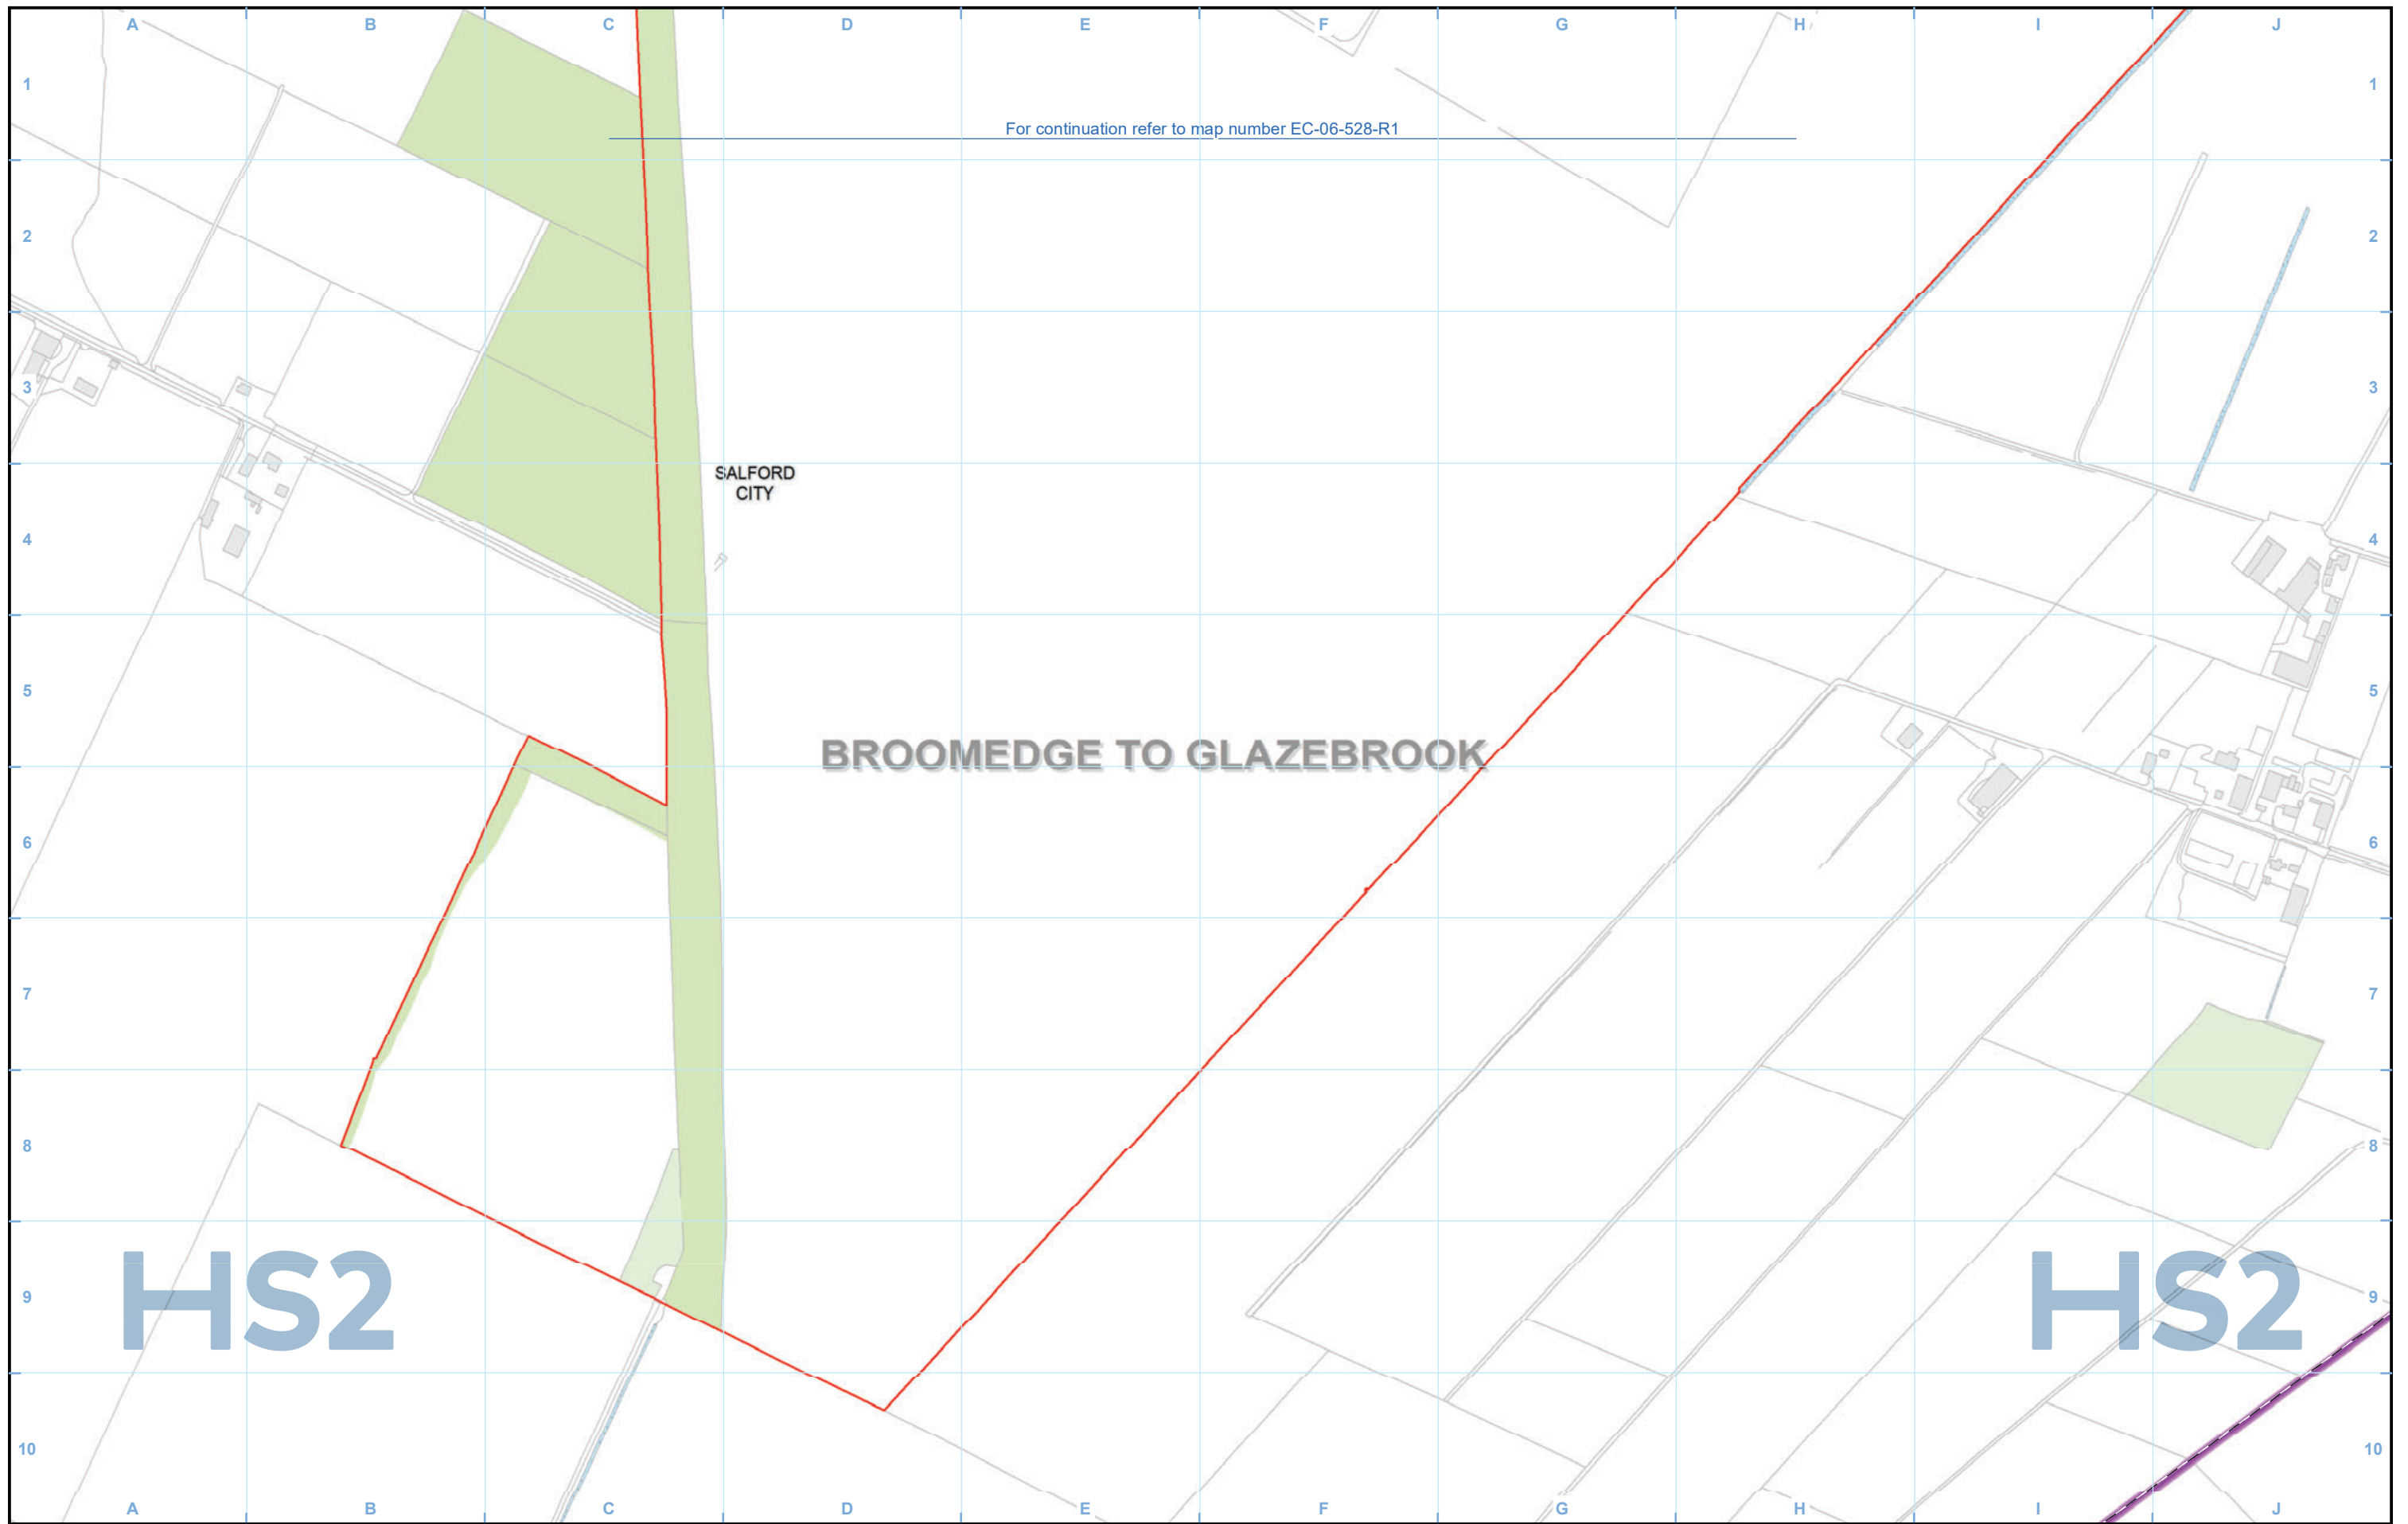 A B C D E F G H I J
1 1
For continuation refer to map number EC-06-528-R1
2 2
3 3
SALFORD
CITY
4 4
5 5
BROOMEDGE TO GLAZEBROOK
6 6
7 7
8 8
HS2 HS2
9 9
10 10
A B C D E F G H I J